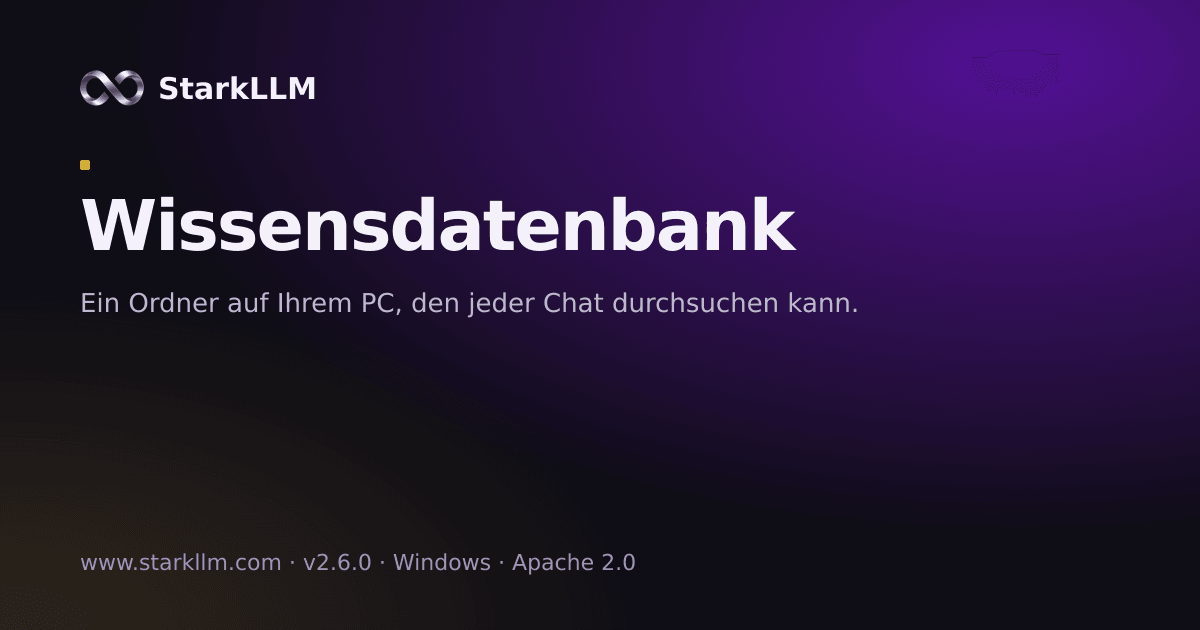 StarkLLM
Wissensdatenbank
Ein Ordner auf Ihrem PC, den jeder Chat durchsuchen kann.
www.starkllm.com · v2.6.0 · Windows · Apache 2.0